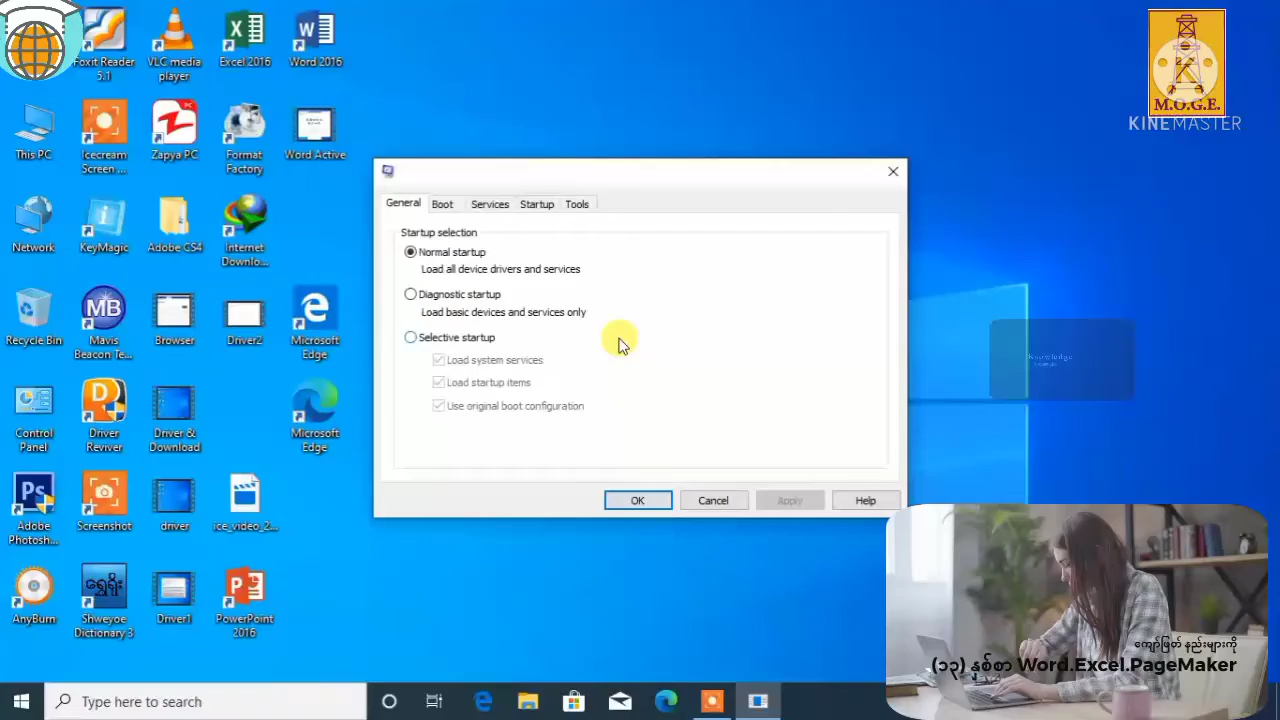 Foxit Reader
5.1
VLC media
player
Excel 2016
Word 2016
M.O.G.E.
KINEMASTER
This PC
Icecream
Screen ...
Zapya PC
Format
Factory
Word Active
Network
KeyMagic
Adobe CS4
Internet
Downlo...
Recycle Bin
MB
Mavis
Beacon Te...
Browser
Driver2
Microsoft
Edge
Control
Panel
Driver
Reviver
Driver &
Download
Microsoft
Edge
Ps
Adobe
Photosh...
Screenshot
driver
ice_video_2...
AnyBurn
ရွှေရိုး
Shweyoe
Dictionary 3
Driver1
PowerPoint
2016
General
Boot
Services
Startup
Tools
Startup selection
Normal startup
Load all device drivers and services
Diagnostic startup
Load basic devices and services only
Selective startup
Load system services
Load startup items
Use original boot configuration
OK
Cancel
Apply
Help
Knowledge
ကျော်ဖြတ် နည်းများကို
(၁၃) နှစ်စာ Word.Excel.PageMaker
Type here to search